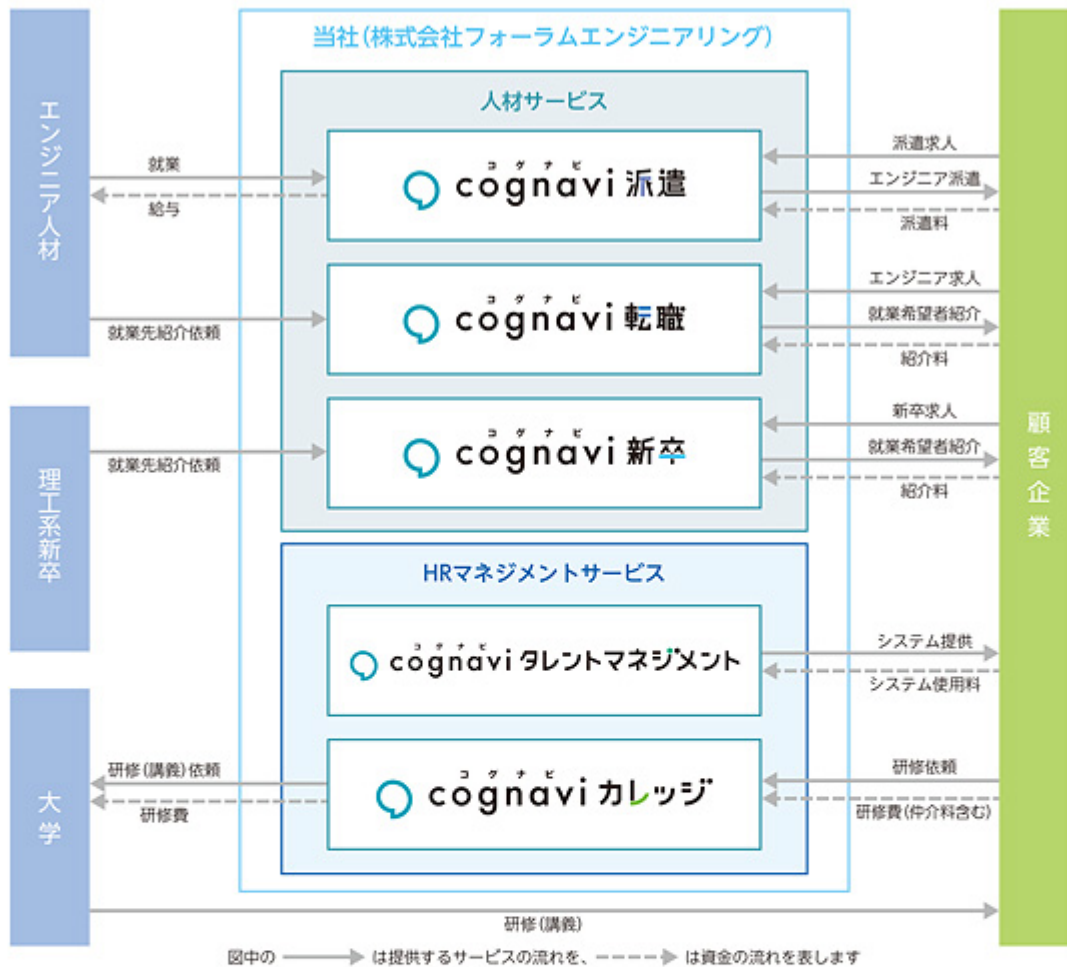 当社(株式会社フォーラムエンジニアリング)
エンジニア人材
理工系新卒
大学
顧客企業
人材サービス
コグナビ
cognavi 派遣
就業
給与
派遣求人
エンジニア派遣
派遣料
コグナビ
cognavi 転職
就業先紹介依頼
エンジニア求人
就業希望者紹介
紹介料
コグナビ
cognavi 新卒
就業先紹介依頼
新卒求人
就業希望者紹介
紹介料
HRマネジメントサービス
コグナビ
cognavi タレントマネジメント
システム提供
システム使用料
コグナビ
cognavi カレッジ
研修(講義)依頼
研修費
研修依頼
研修費(仲介料含む)
研修(講義)
図中の は提供するサービスの流れを、 は資金の流れを表します